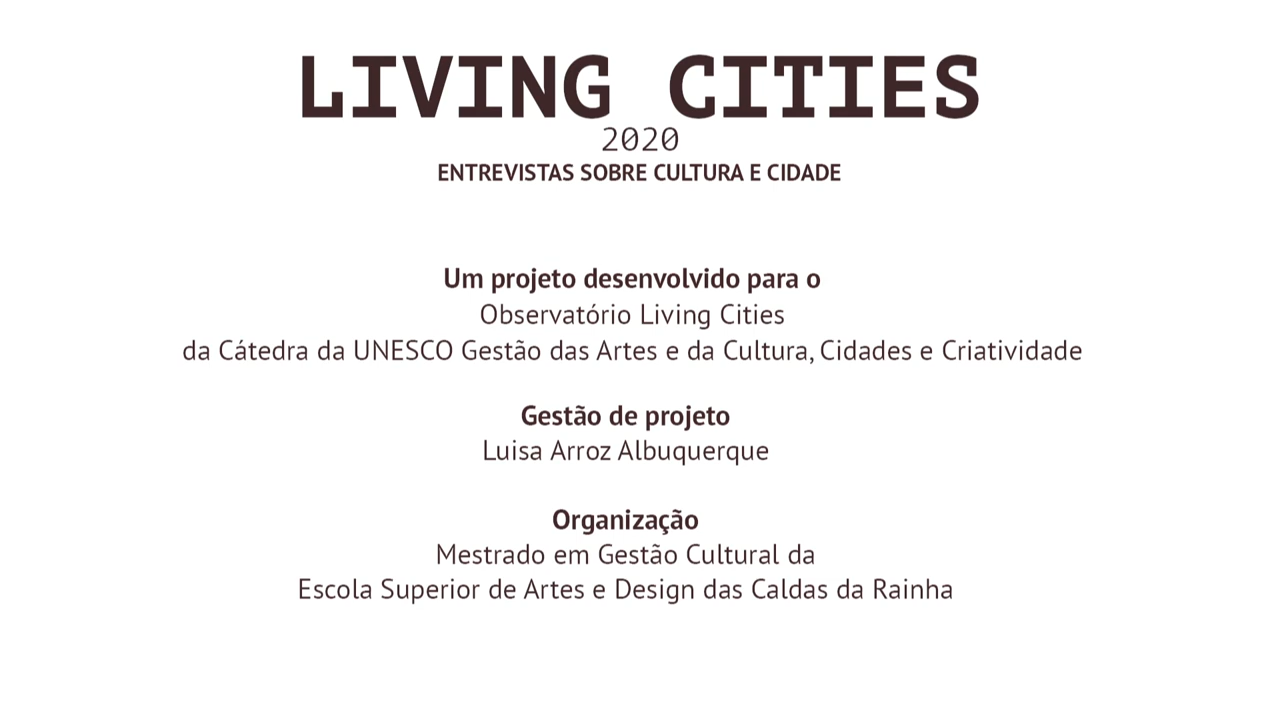 LIVING CITIES
2020
ENTREVISTAS SOBRE CULTURA E CIDADE
Um projeto desenvolvido para o
Observatório Living Cities
da Cátedra da UNESCO Gestão das Artes e da Cultura, Cidades e Criatividade
Gestão de projeto
Luisa Arroz Albuquerque
Organização
Mestrado em Gestão Cultural da
Escola Superior de Artes e Design das Caldas da Rainha